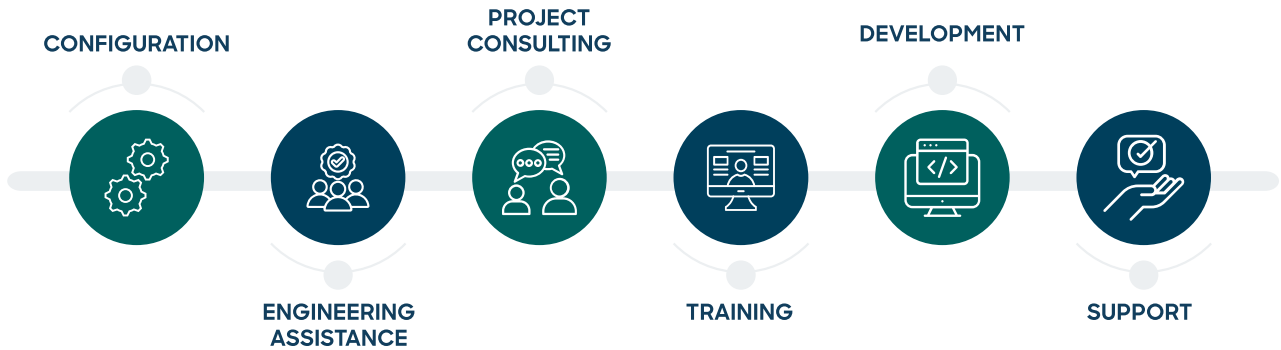 CONFIGURATION
ENGINEERING
ASSISTANCE
PROJECT
CONSULTING
TRAINING
DEVELOPMENT
SUPPORT